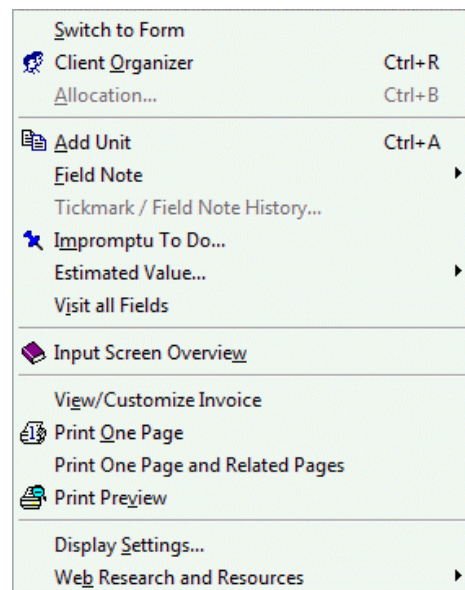 Switch to Form
Client Organizer Ctrl+R
Allocation... Ctrl+B
Add Unit Ctrl+A
Field Note
Tickmark / Field Note History...
Impromptu To Do...
Estimated Value...
Visit all Fields
Input Screen Overview
View/Customize Invoice
Print One Page
Print One Page and Related Pages
Print Preview
Display Settings...
Web Research and Resources